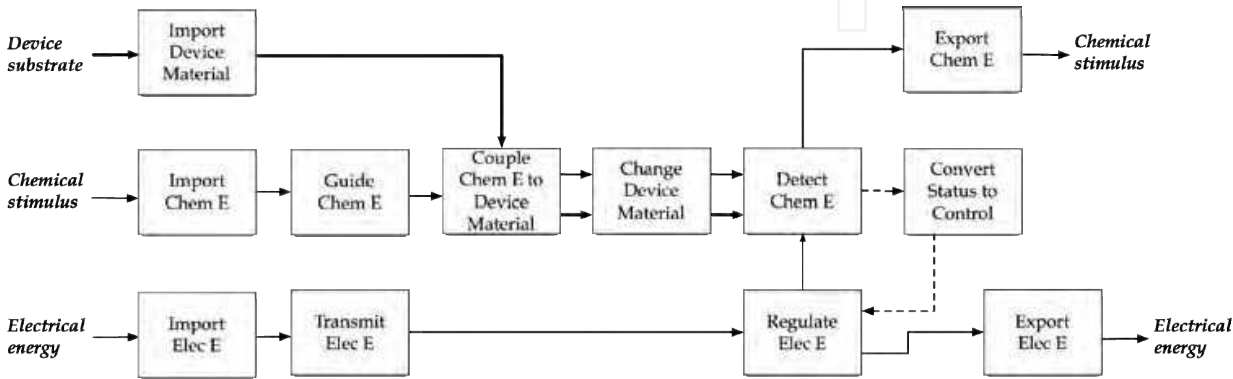 Device
substrate
Import
Device
Material
Export
Chem E
Chemical
stimulus
Chemical
stimulus
Import
Chem E
Guide
Chem E
Couple
Chem E to
Device
Material
Change
Device
Material
Detect
Chem E
Convert
Status to
Control
Electrical
energy
Import
Elec E
Transmit
Elec E
Regulate
Elec E
Export
Elec E
Electrical
energy